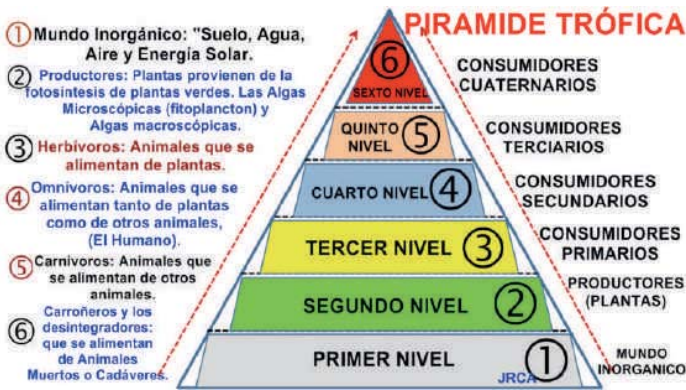 PIRAMIDE TRÓFICA
① Mundo Inorgánico: "Suelo, Agua,
Aire y Energía Solar.
② Productores: Plantas provienen de la
fotosintesis de plantas verdes. Las Algas
Microscópicas (fitoplancton) y
Algas macroscópicas.
③ Herbívoros: Animales que se
alimentan de plantas.
④ Omnívoros: Animales que se
alimentan tanto de plantas
como de otros animales,
(El Humano).
⑤ Carnivoros: Animales que
se alimentan de otros
animales.
⑥ Carroñeros y los
desintegradores:
que se alimentan
de Animales
Muertos o Cadáveres.
⑥
SEXTO NIVEL
QUINTO
NIVEL ⑤
CUARTO NIVEL ④
TERCER NIVEL ③
SEGUNDO NIVEL ②
PRIMER NIVEL ①
JRCA
CONSUMIDORES
CUATERNARIOS
CONSUMIDORES
TERCIARIOS
CONSUMIDORES
SECUNDARIOS
CONSUMIDORES
PRIMARIOS
PRODUCTORES
(PLANTAS)
MUNDO
INORGANICO